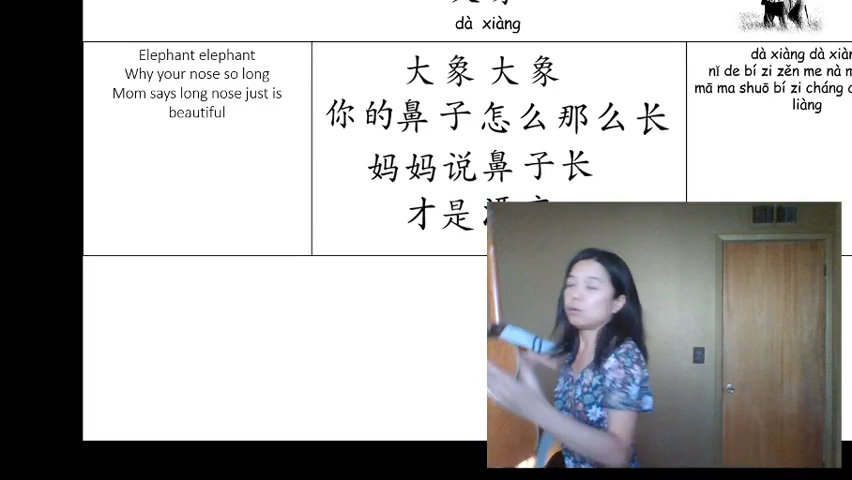 dà xiàng
Elephant elephant
Why your nose so long
Mom says long nose just is
beautiful
大象大象
你的鼻子怎么那么长
妈妈说鼻子长
才是
dà xiàng dà
nǐ de bí zi zěn me nà
mā ma shuō bí zi cháng
liàng